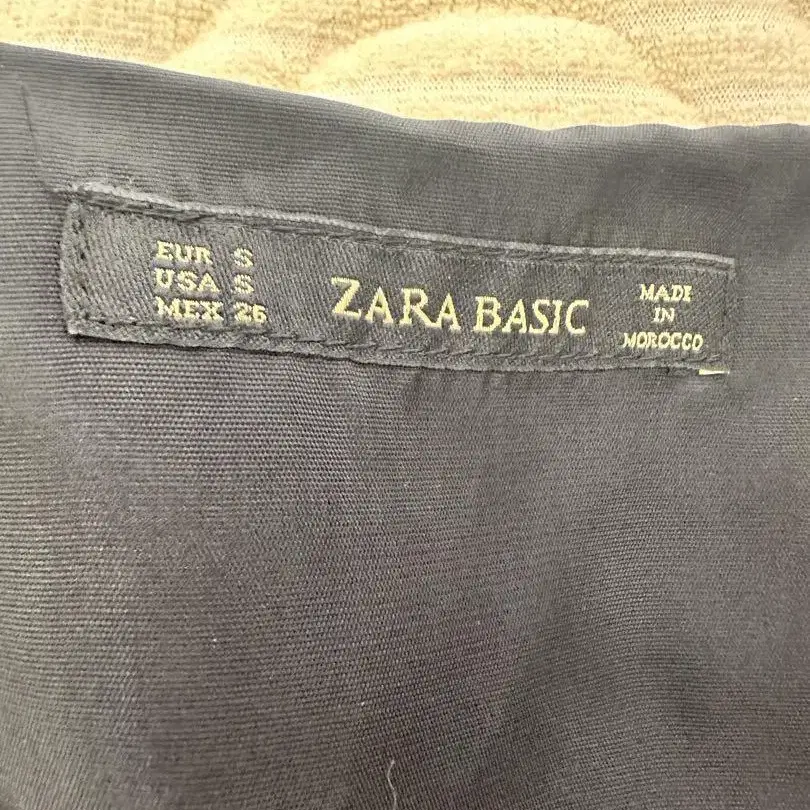 EUR S
USA S
MEX 26
ZARA BASIC
MADE
IN
MOROCCO